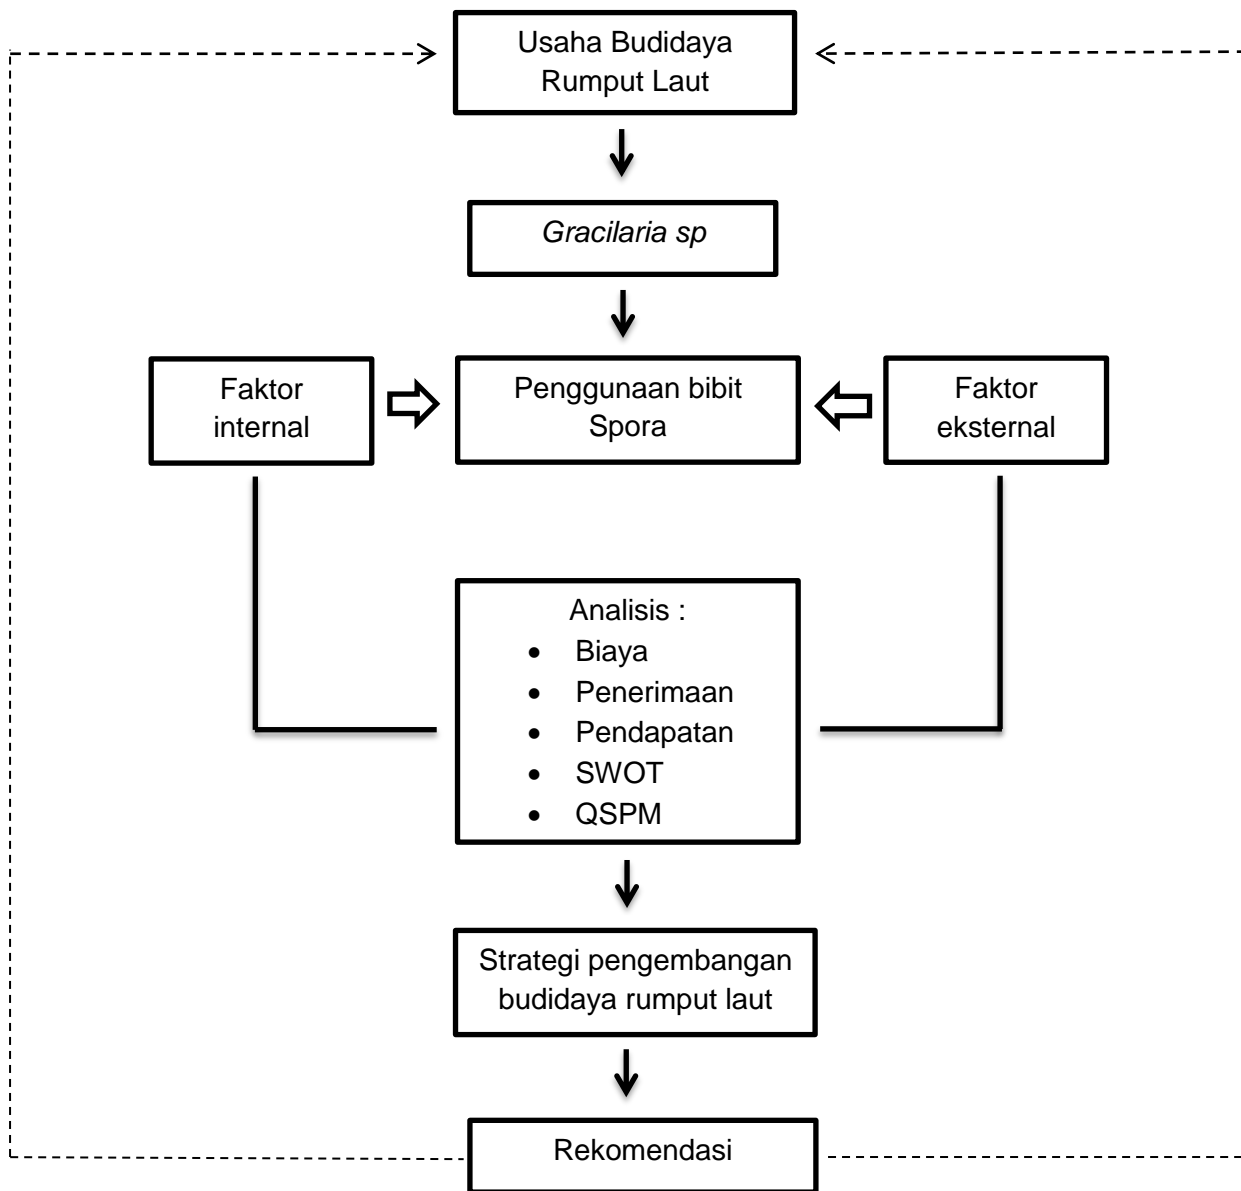 Usaha Budidaya
Rumput Laut
Gracilaria sp
Faktor
internal
Penggunaan bibit
Spora
Faktor
eksternal
Analisis :
• Biaya
• Penerimaan
• Pendapatan
• SWOT
• QSPM
Strategi pengembangan
budidaya rumput laut
Rekomendasi